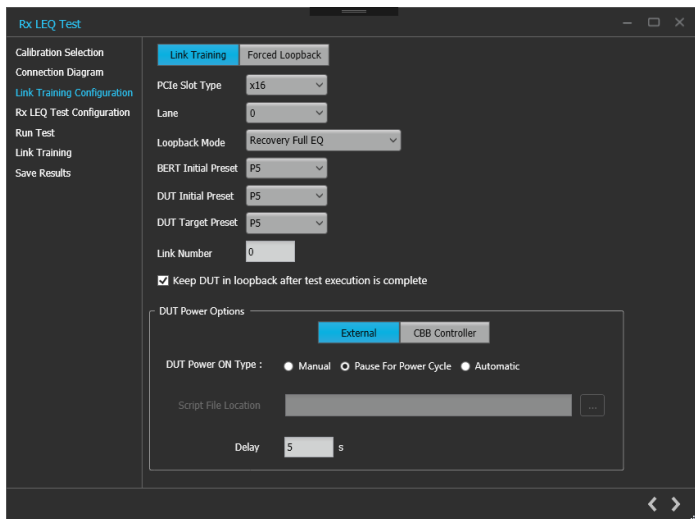 Rx LEQ Test
Calibration Selection
Connection Diagram
Link Training Configuration
Rx LEQ Test Configuration
Run Test
Link Training
Save Results
Link Training Forced Loopback
PCIe Slot Type x16
Lane 0
Loopback Mode Recovery Full EQ
BERT Initial Preset P5
DUT Initial Preset P5
DUT Target Preset P5
Link Number 0
Keep DUT in loopback after test execution is complete
DUT Power Options
External CBB Controller
DUT Power ON Type : Manual Pause For Power Cycle Automatic
Script File Location ...
Delay 5 s